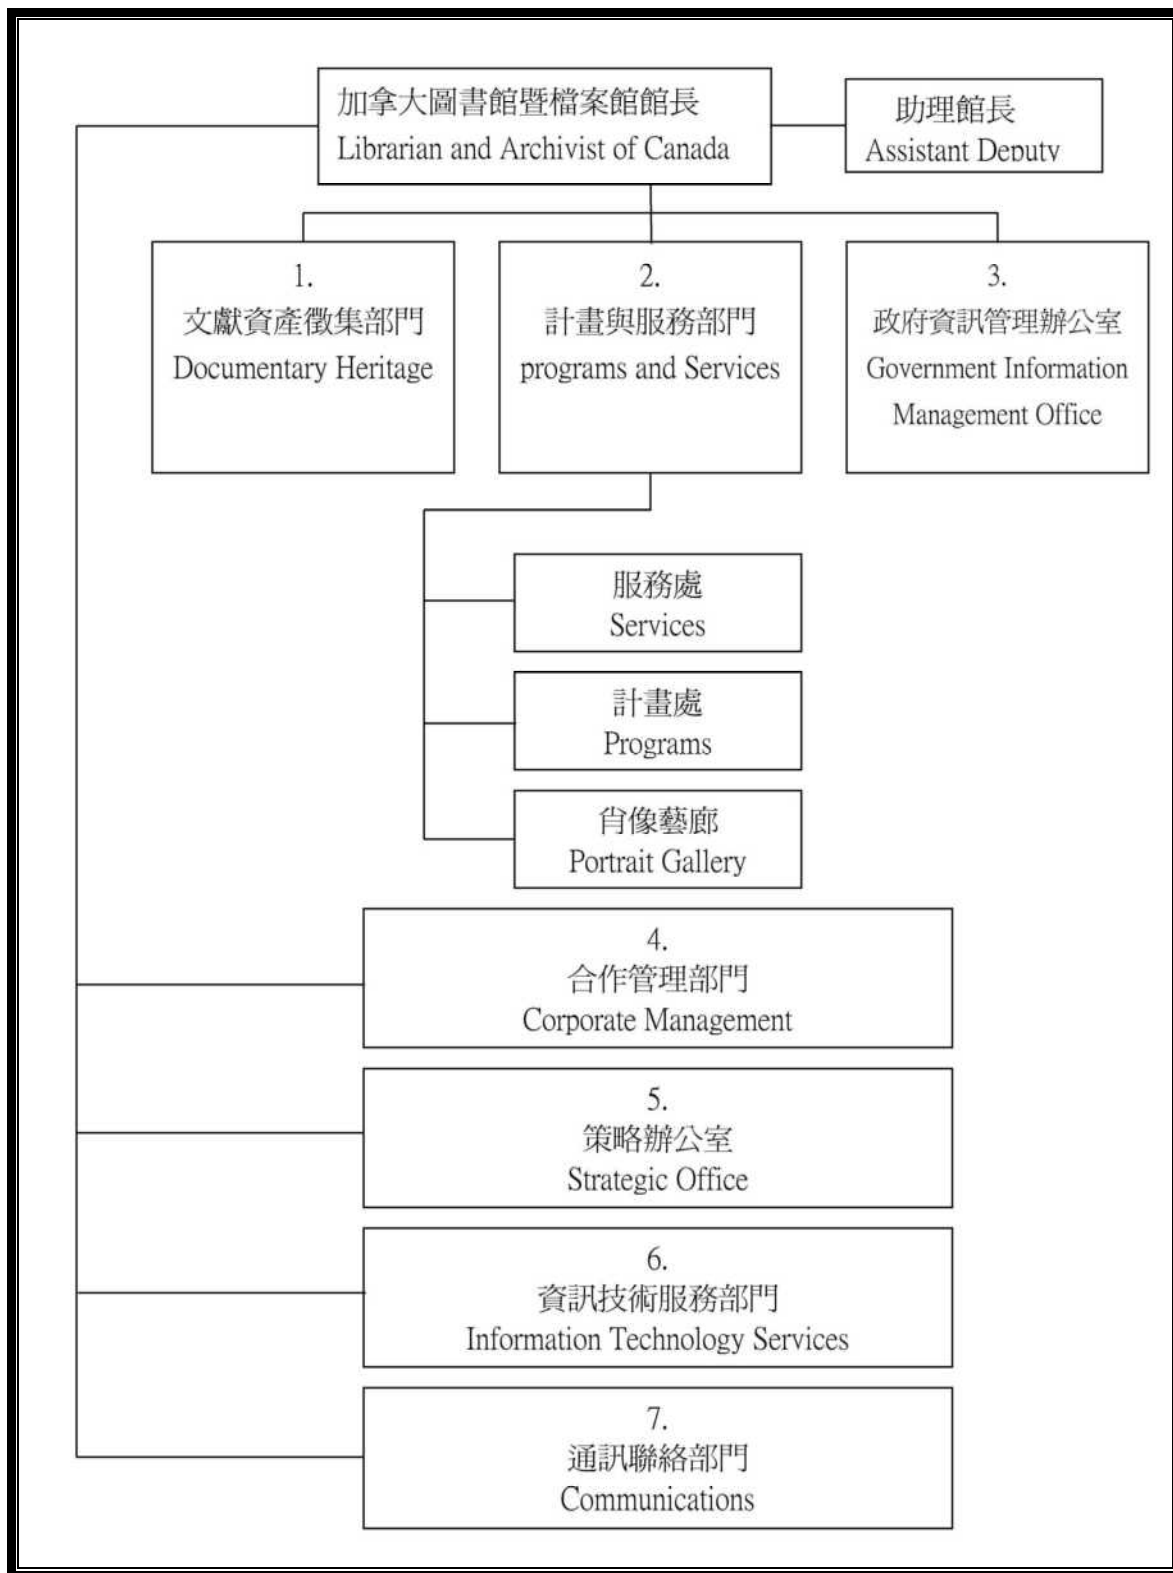 加拿大圖書館暨檔案館館長
Librarian and Archivist of Canada
助理館長
Assistant Deputy
1.
文獻資產徵集部門
Documentary Heritage
2.
計畫與服務部門
programs and Services
3.
政府資訊管理辦公室
Government Information
Management Office
服務處
Services
計畫處
Programs
肖像藝廊
Portrait Gallery
4.
合作管理部門
Corporate Management
5.
策略辦公室
Strategic Office
6.
資訊技術服務部門
Information Technology Services
7.
通訊聯絡部門
Communications